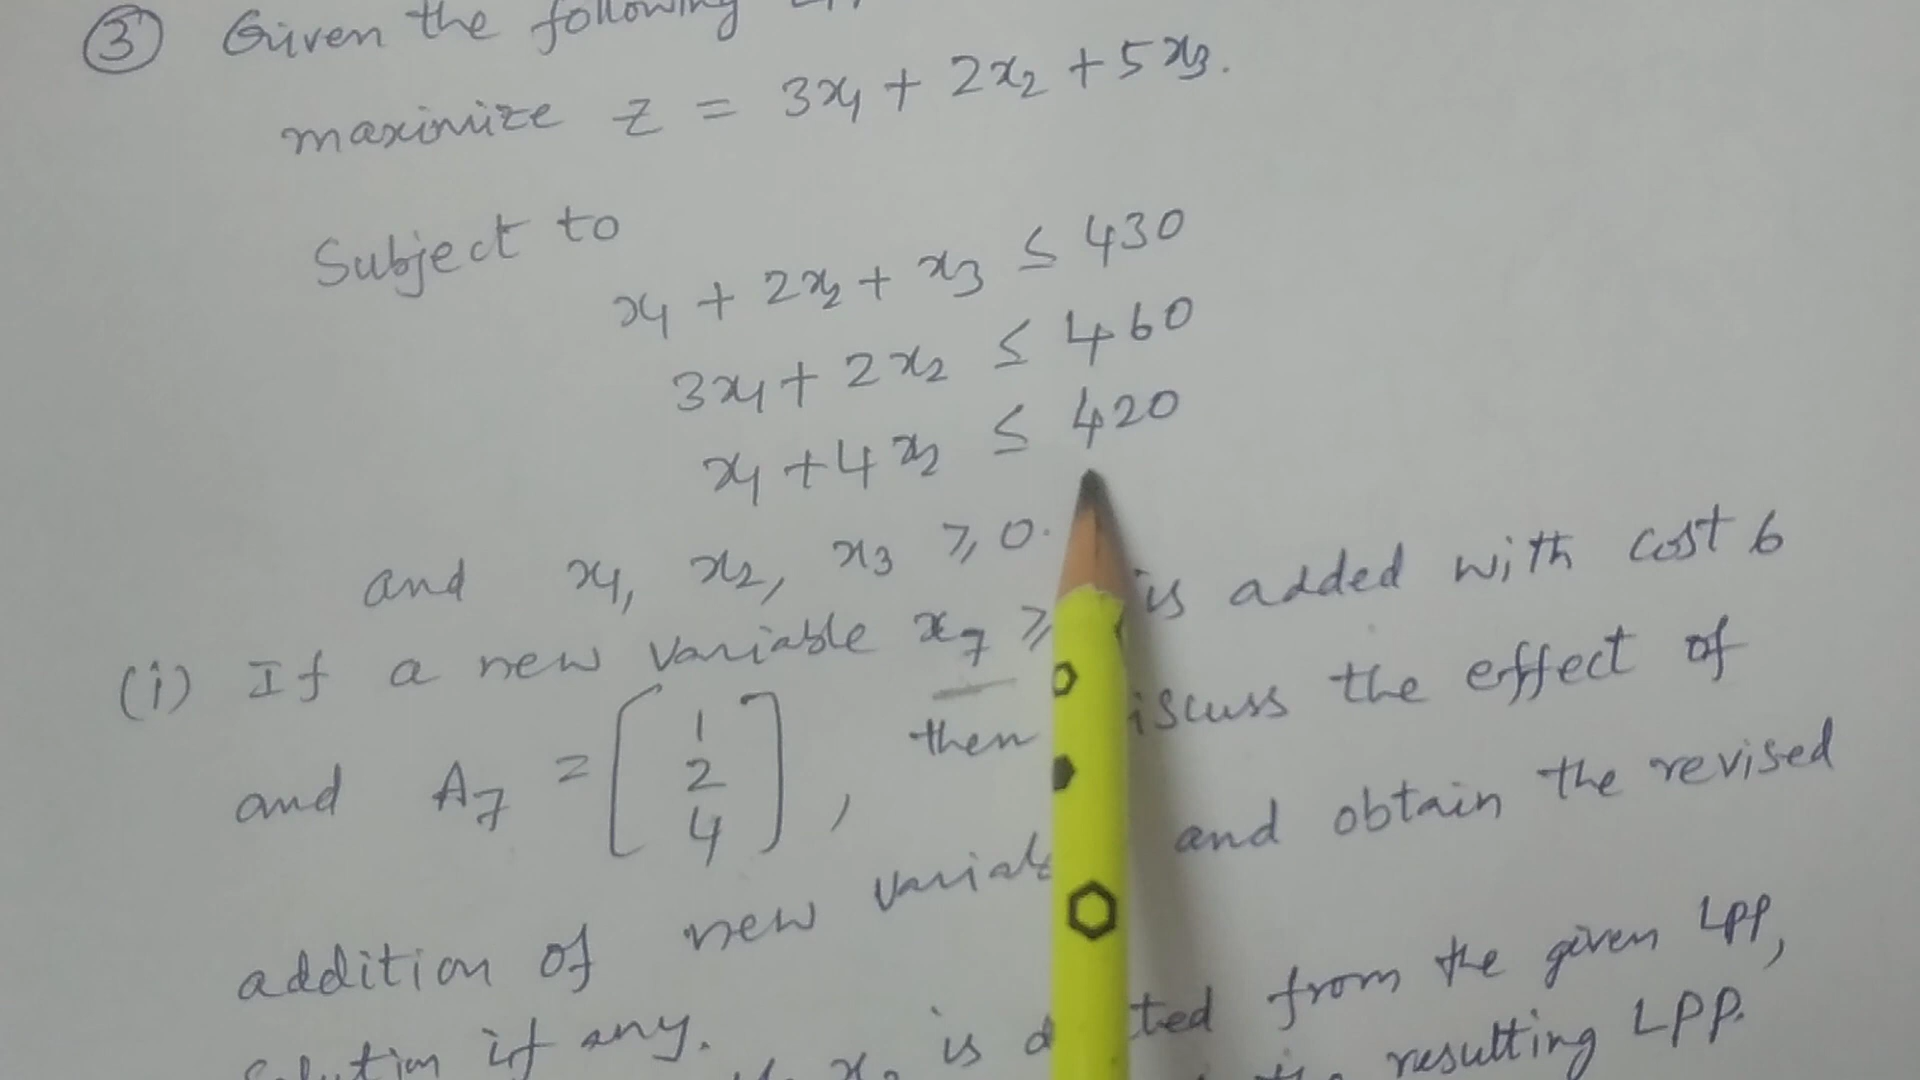 ③ Given the following
maximize z = 3x₁ + 2x₂ + 5x₃.
Subject to
x₁ + 2x₂ + x₃ ≤ 430
3x₁ + 2x₂ ≤ 460
x₁ + 4x₂ ≤ 420
and x₁, x₂, x₃ ≥ 0.
(i) If a new variable x₇ ≥ is added with cost 6
and A₇ = [1 2 4], then the effect of
addition of new and obtain the revised
solution if any.
is from the given LPP,
resulting LPP.